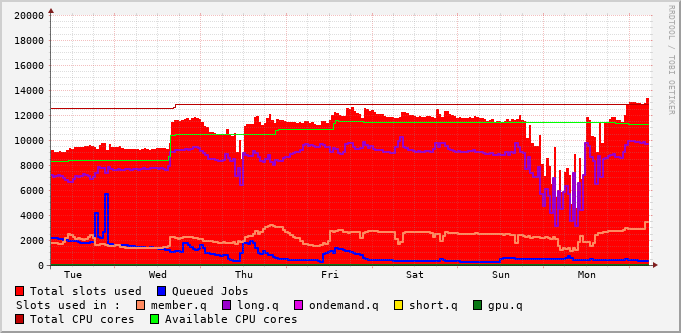 RRDTOOL / TOBI OETIKER
20000
18000
16000
14000
12000
10000
8000
6000
4000
2000
0
Tue Wed Thu Fri Sat Sun Mon
Total slots used Queued Jobs
Slots used in : member.q long.q ondemand.q short.q gpu.q
Total CPU cores Available CPU cores